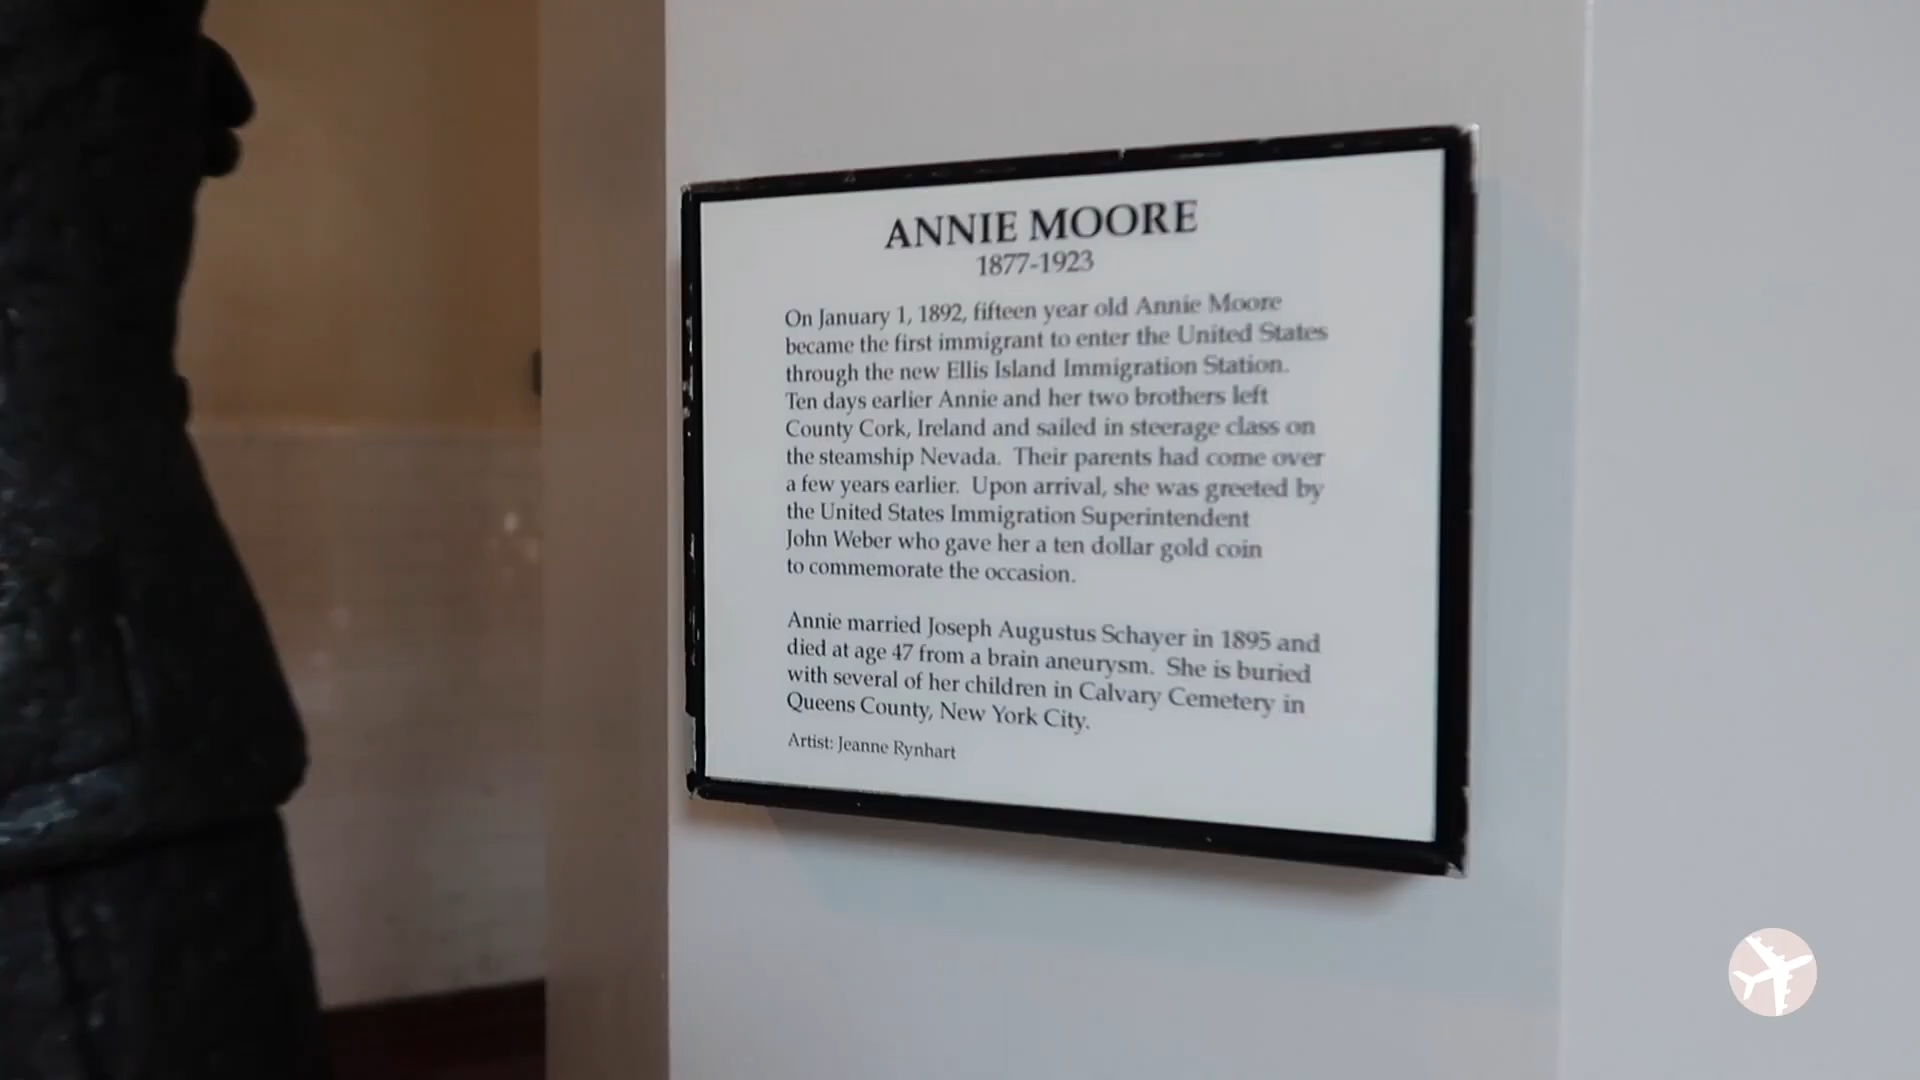 ANNIE MOORE
1877-1923
On January 1, 1892, fifteen year old Annie Moore
became the first immigrant to enter the United States
through the new Ellis Island Immigration Station.
Ten days earlier Annie and her two brothers left
County Cork, Ireland and sailed in steerage class on
the steamship Nevada. Their parents had come over
a few years earlier. Upon arrival, she was greeted by
the United States Immigration Superintendent
John Weber who gave her a ten dollar gold coin
to commemorate the occasion.
Annie married Joseph Augustus Schayer in 1895 and
died at age 47 from a brain aneurysm. She is buried
with several of her children in Calvary Cemetery in
Queens County, New York City.
Artist: Jeanne Rynhart